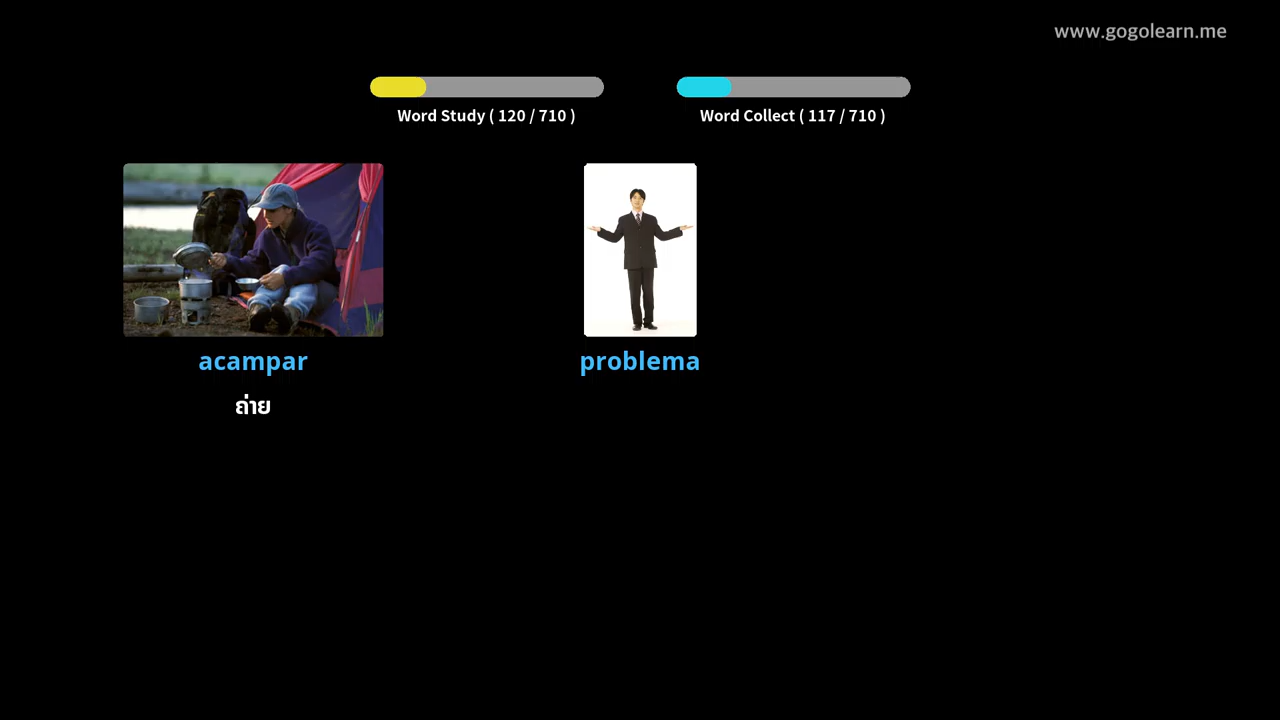 www.gogolearn.me
Word Study ( 120 / 710 )
Word Collect ( 117 / 710 )
acampar
problema
ถ่าย